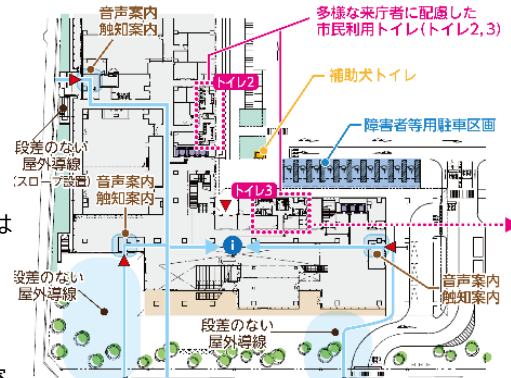 音声案内
触知案内
多様な来庁者に配慮した
市民利用トイレ(トイレ2,3)
トイレ2
補助犬トイレ
障害者等用駐車区画
段差のない
屋外導線
(スロープ設置)
音声案内
触知案内
トイレ3
は
i
段差のない
屋外導線
音声案内
触知案内
段差のない
屋外導線